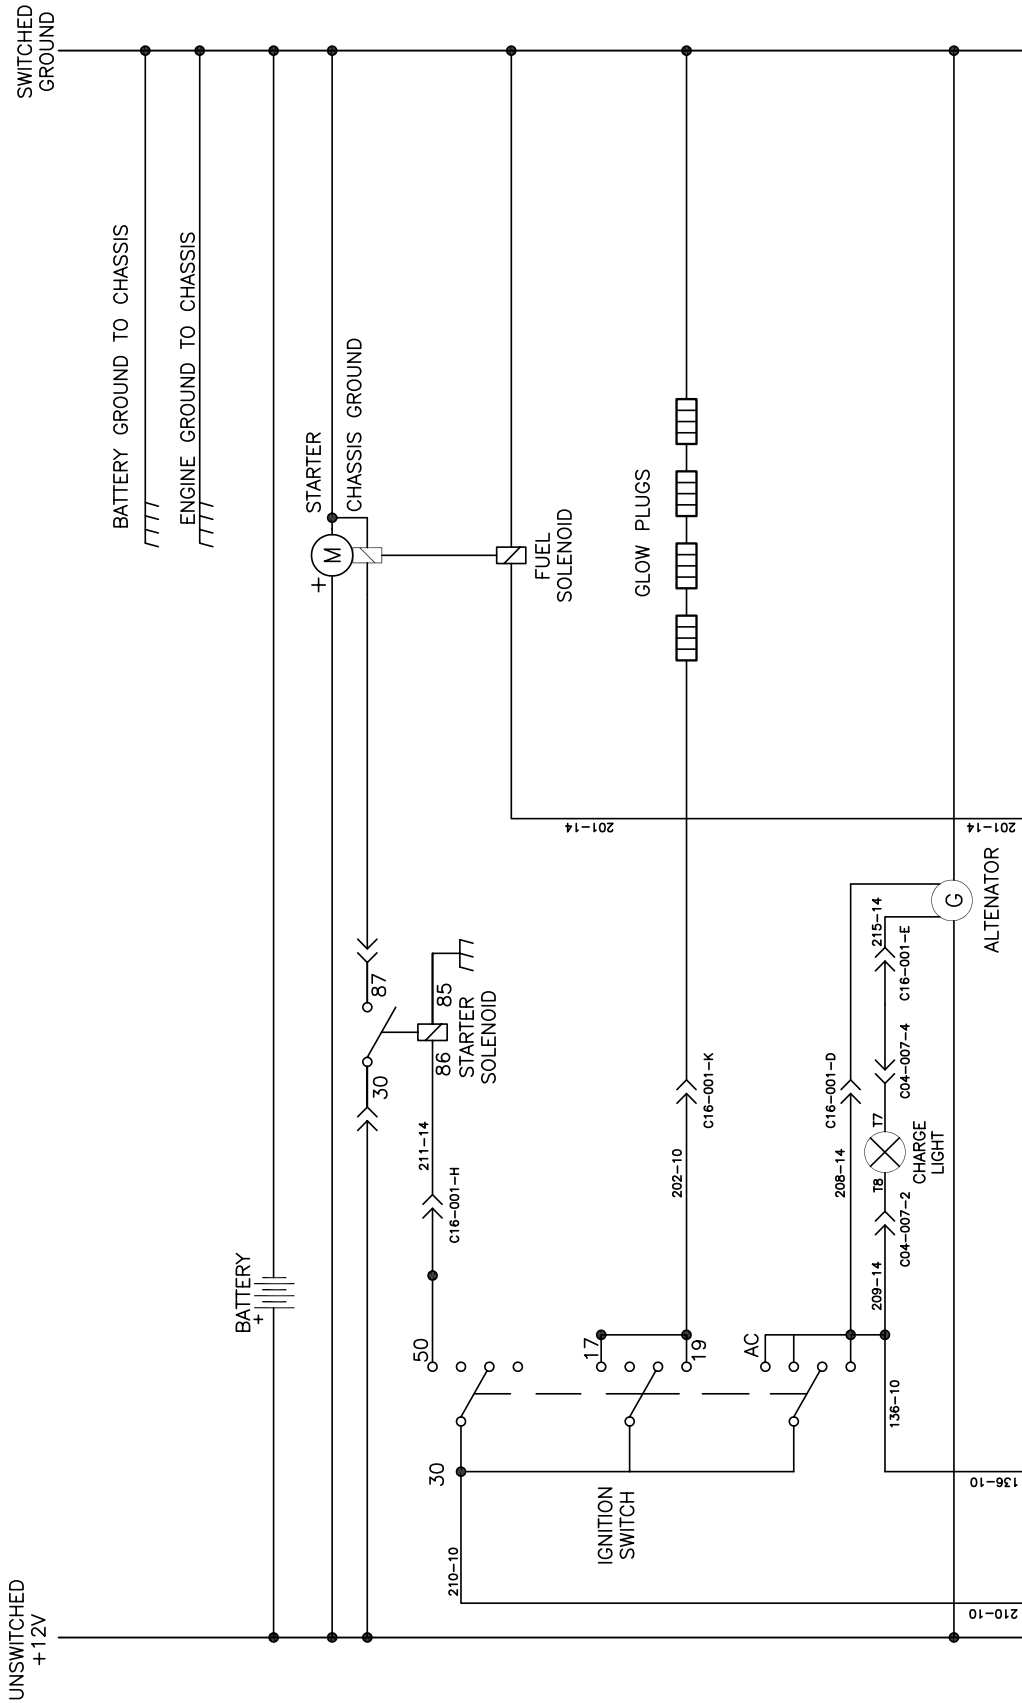 SWITCHED
GROUND
BATTERY GROUND TO CHASSIS
ENGINE GROUND TO CHASSIS
STARTER
CHASSIS GROUND
M
+
FUEL
SOLENOID
GLOW PLUGS
201-14
201-14
ALTENATOR
G
215-14
C16-001-E
87
30
85
86
STARTER
SOLENOID
211-14
C16-001-H
C16-001-K
202-10
C16-001-D
208-14
C04-007-4
T7
CHARGE
LIGHT
T8
C04-007-2
209-14
BATTERY
+
50
17
19
AC
136-10
136-10
30
IGNITION
SWITCH
210-10
210-10
UNSWITCHED
+12V